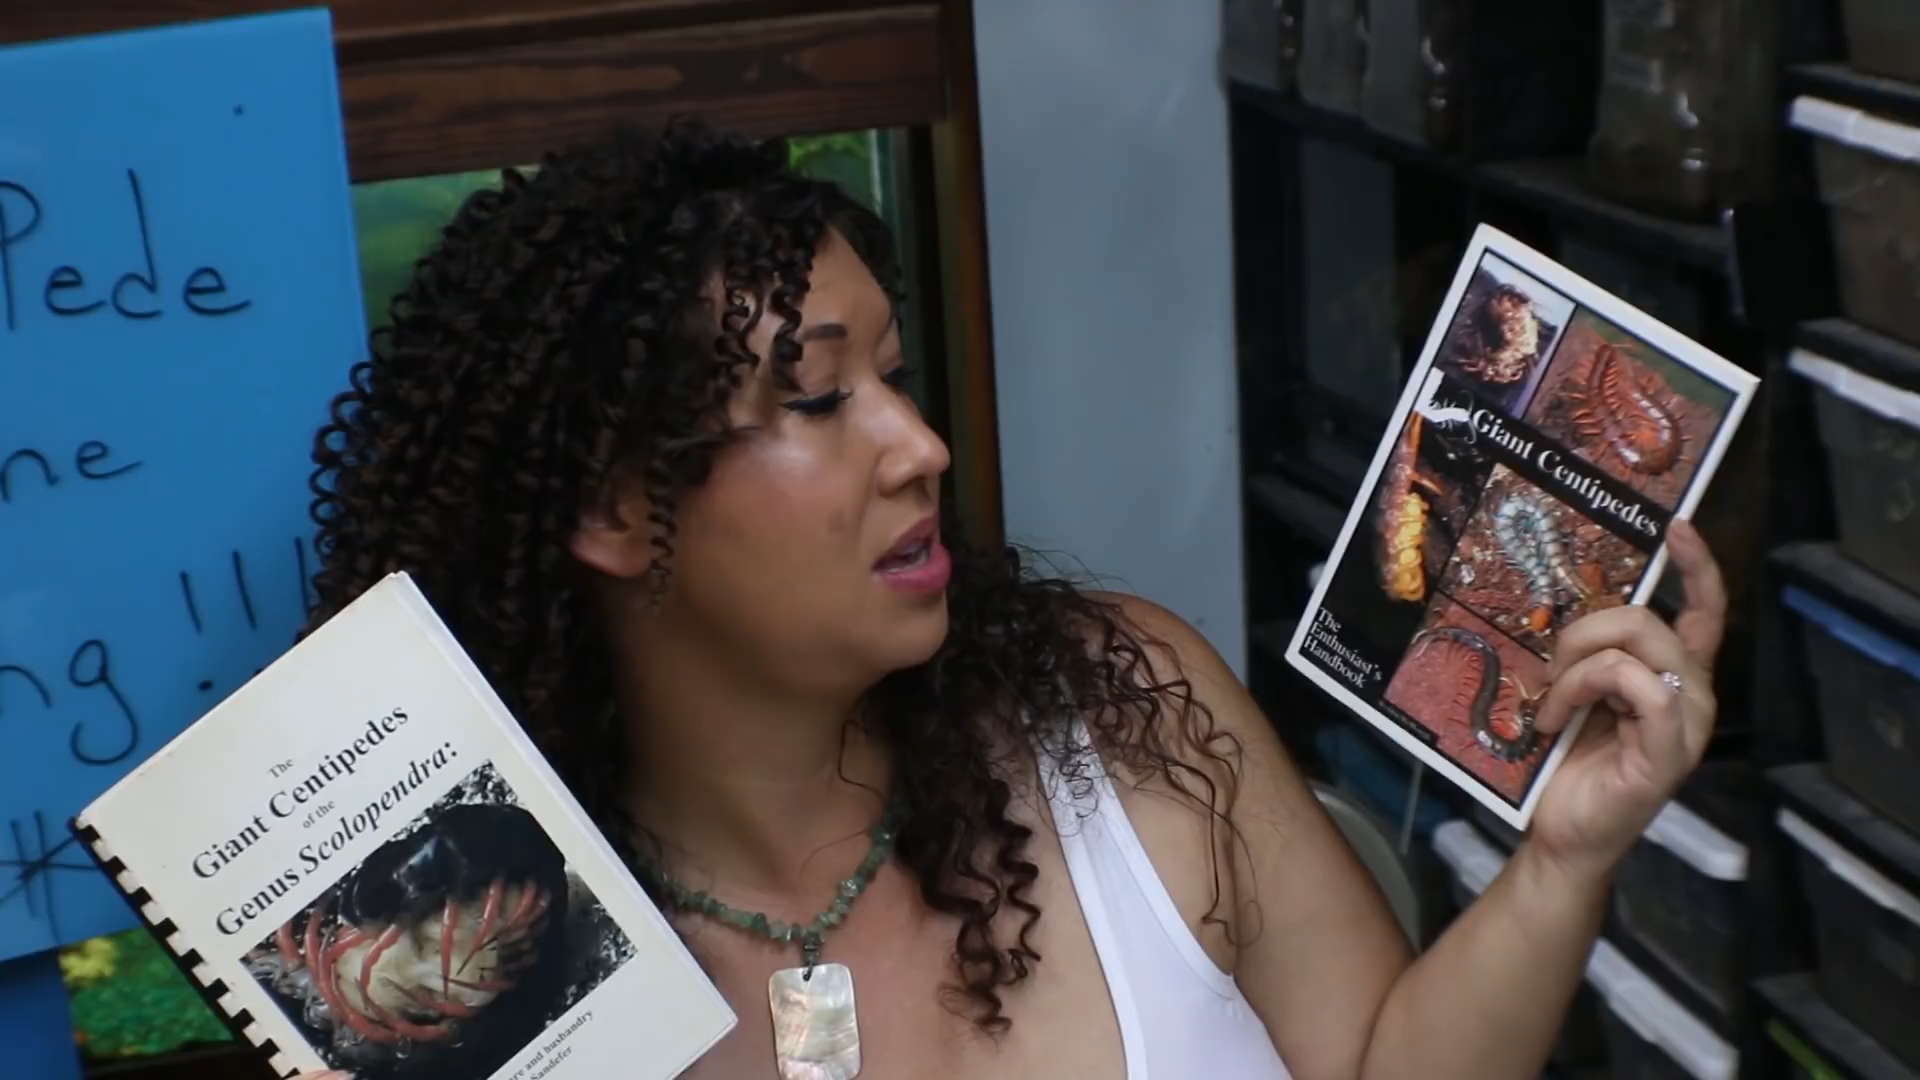 Pede
ne
ng!!!
The
Giant Centipedes
of the
Genus Scolopendra:
and husbandry
Sandefer
Giant Centipedes
The
Enthusiast's
Handbook